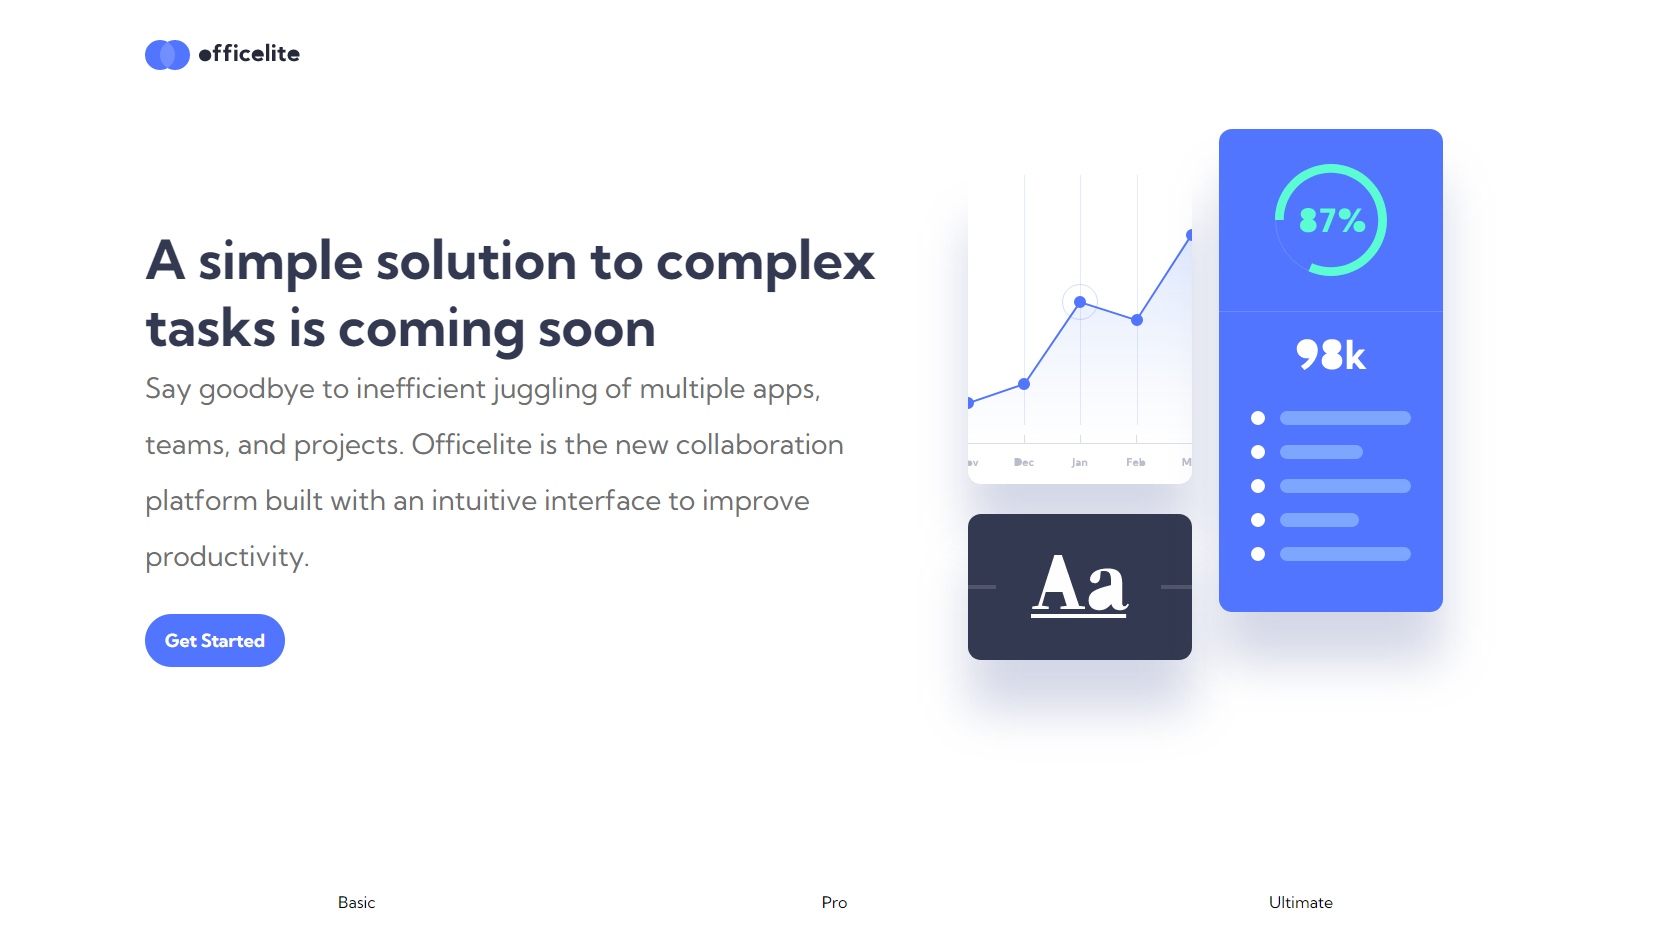 officelite
A simple solution to complex
tasks is coming soon
Say goodbye to inefficient juggling of multiple apps,
teams, and projects. Officelite is the new collaboration
platform built with an intuitive interface to improve
productivity.
Get Started
ov Dec Jan Feb M
Aa
87%
98k
Basic Pro Ultimate